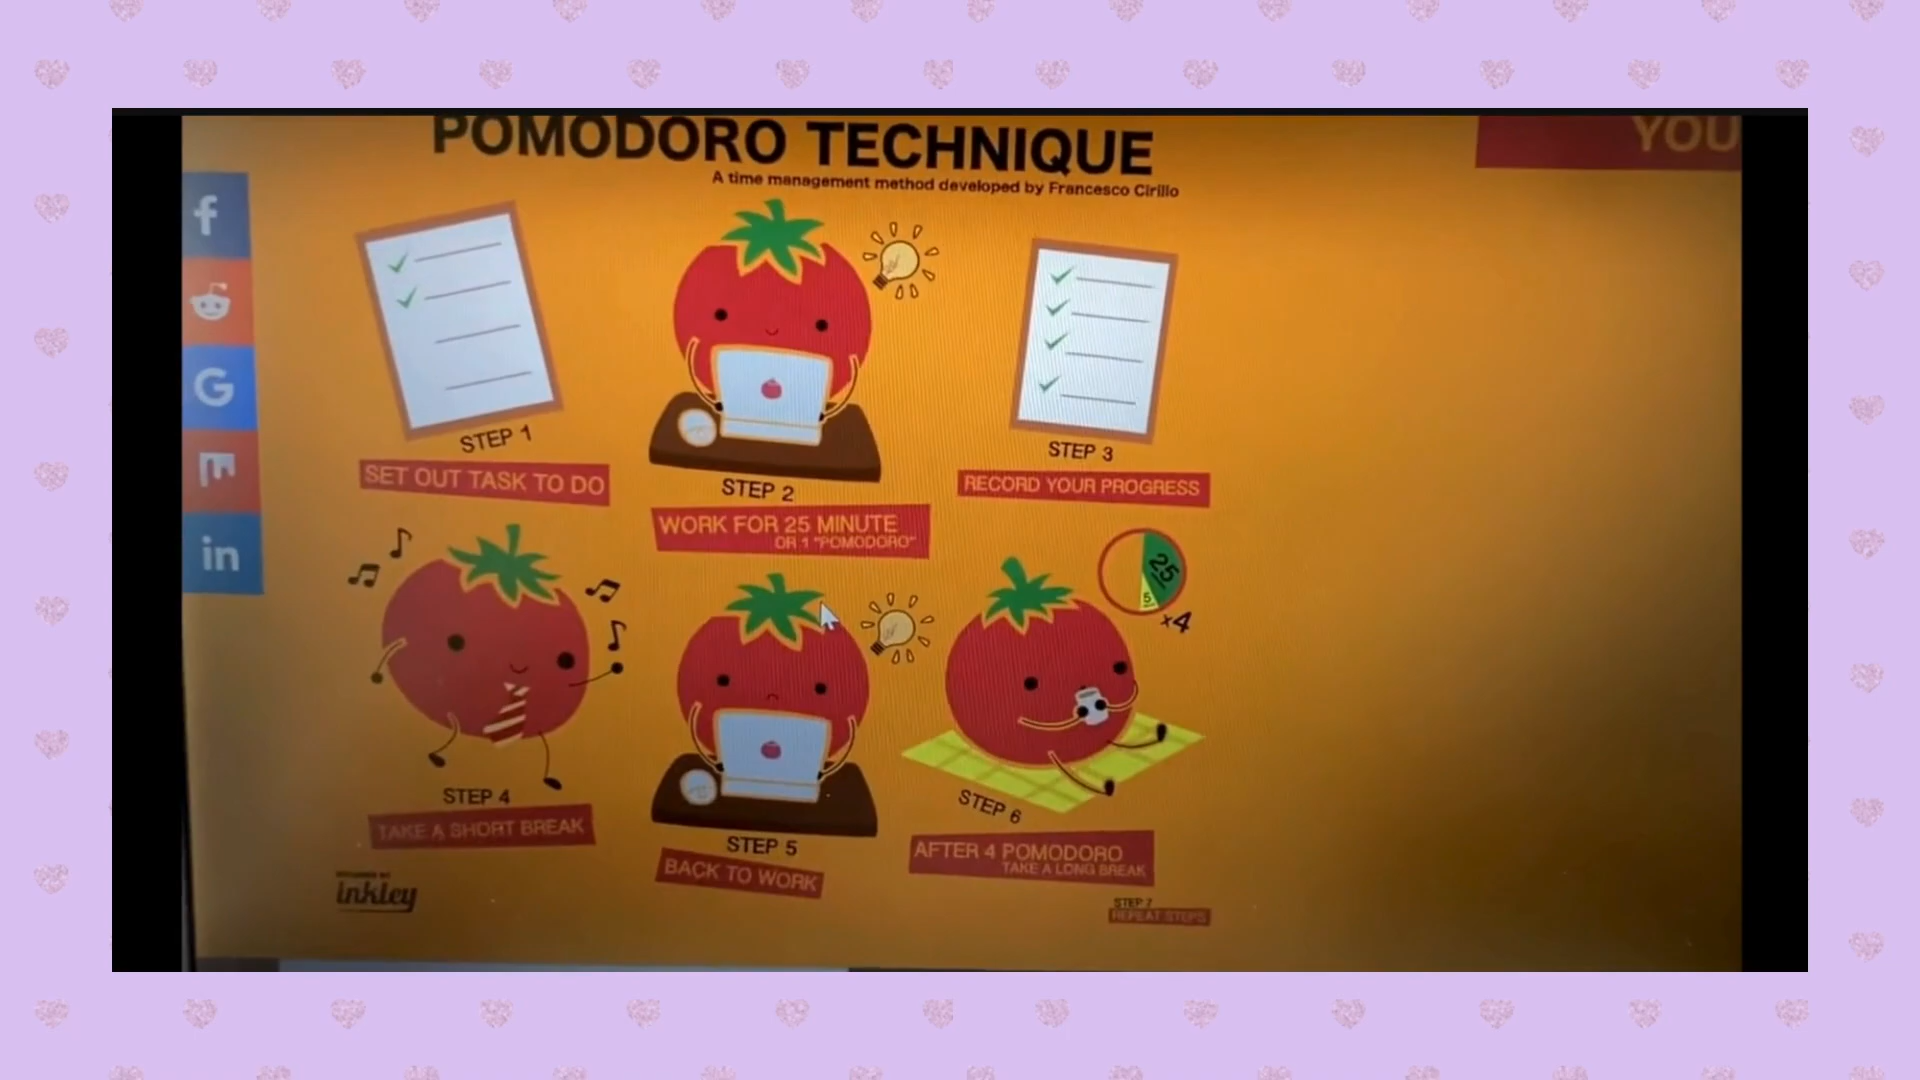 POMODORO TECHNIQUE
A time management method developed by Francesco Cirillo
YOU
f
G
in
STEP 1
SET OUT TASK TO DO
STEP 2
WORK FOR 25 MINUTE
OR 1 "POMODORO"
STEP 3
RECORD YOUR PROGRESS
STEP 4
TAKE A SHORT BREAK
STEP 5
BACK TO WORK
25
5
x4
STEP 6
AFTER 4 POMODORO
TAKE A LONG BREAK
STEP 7
REPEAT STEPS
inkley